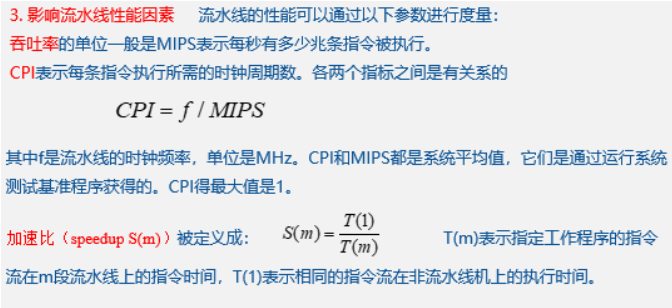 3. 影响流水线性能因素 流水线的性能可以通过以下参数进行度量：
吞吐率的单位一般是MIPS表示每秒有多少兆条指令被执行。
CPI表示每条指令执行所需的时钟周期数。各两个指标之间是有关系的
CPI = f / MIPS
其中f是流水线的时钟频率，单位是MHz。CPI和MIPS都是系统平均值，它们是通过运行系统
测试基准程序获得的。CPI得最大值是1。
加速比（speedup S(m)）被定义成： S(m) = T(1) / T(m) T(m)表示指定工作程序的指令
流在m段流水线上的指令时间，T(1)表示相同的指令流在非流水线机上的执行时间。